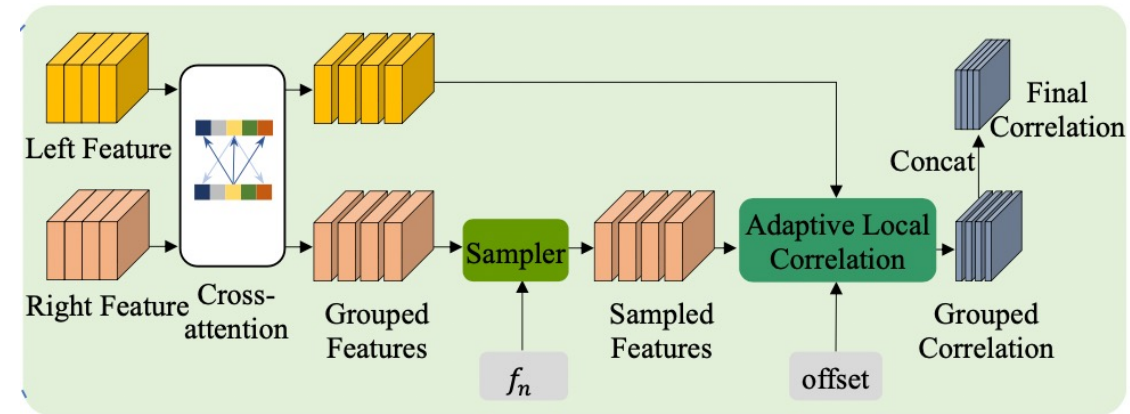 Left Feature
Right Feature
Cross-
attention
Grouped
Features
Sampler
f_n
Sampled
Features
Adaptive Local
Correlation
offset
Final
Correlation
Concat
Grouped
Correlation